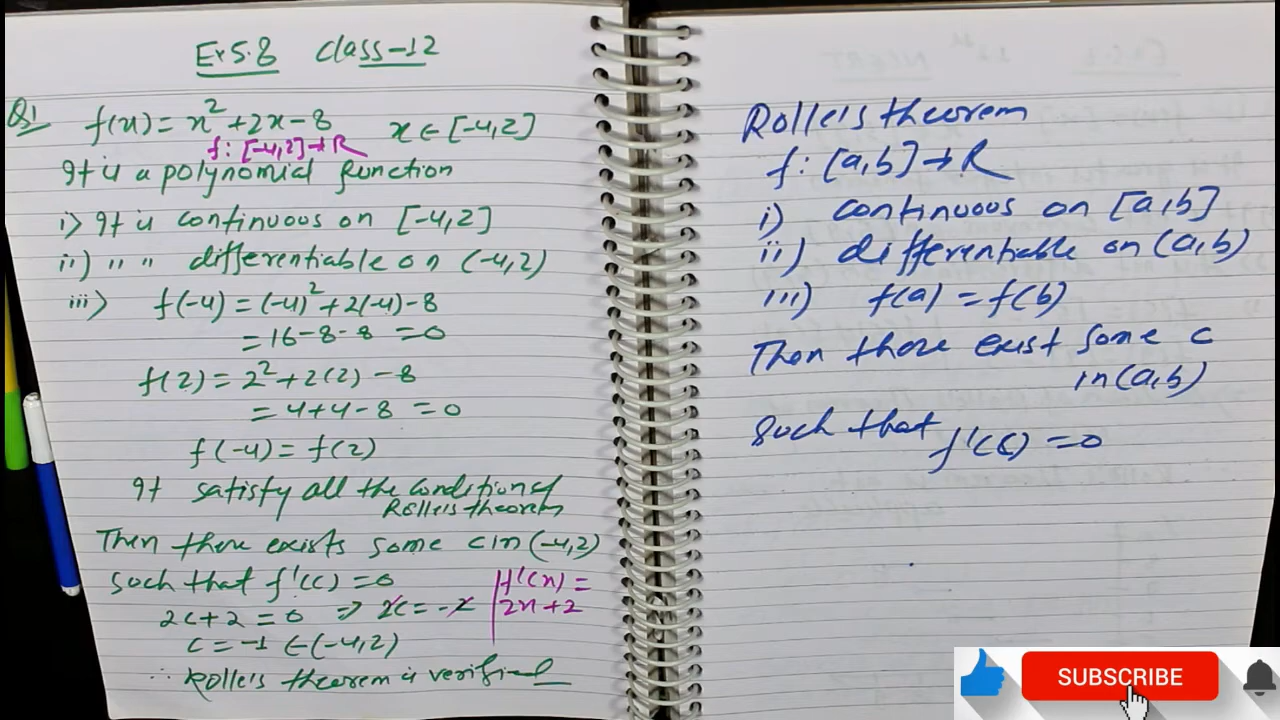 Ex 5.8 Class-12
Q1 f(x) = x² + 2x - 8 x ∈ [-4,2]
f: [-4,2] → R
It is a polynomial function
i) It is continuous on [-4,2]
ii) " " differentiable on (-4,2)
iii) f(-4) = (-4)² + 2(-4) - 8
= 16 - 8 - 8 = 0
f(2) = 2² + 2(2) - 8
= 4 + 4 - 8 = 0
f(-4) = f(2)
It satisfy all the conditions of
Rolle's theorem
Then there exists some c in (-4,2)
such that f'(c) = 0
2c + 2 = 0 ⇒ 2c = -2
c = -1 ∈ (-4,2)
∴ Rolle's theorem is verified
f'(x) =
2x + 2
Rolle's theorem
f: [a,b] → R
i) continuous on [a,b]
ii) differentiable on (a,b)
iii) f(a) = f(b)
Then there exist some c
in (a,b)
such that f'(c) = 0
SUBSCRIBE